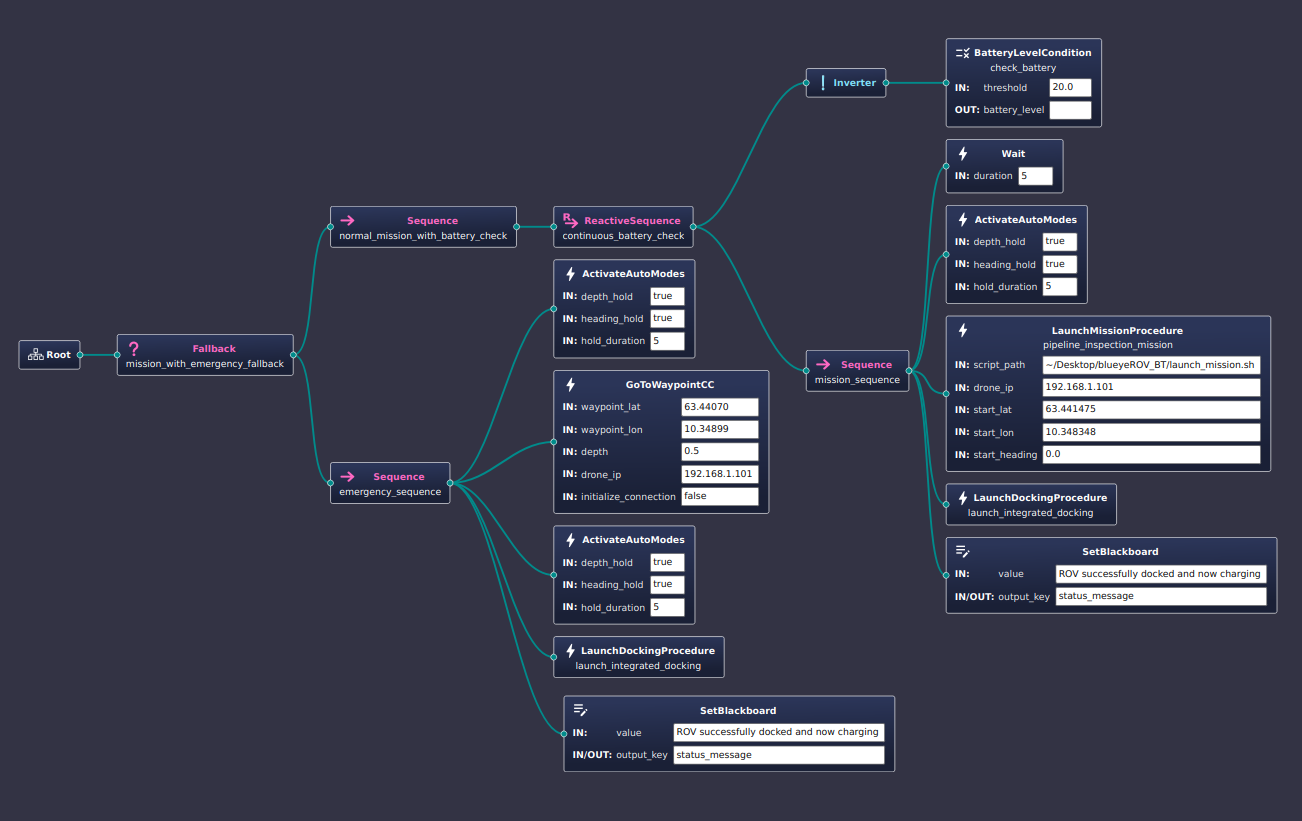 Root
Fallback
mission_with_emergency_fallback
Sequence
normal_mission_with_battery_check
ReactiveSequence
continuous_battery_check
Inverter
BatteryLevelCondition
check_battery
IN: threshold 20.0
OUT: battery_level
Sequence
mission_sequence
Wait
IN: duration 5
ActivateAutoModes
IN: depth_hold true
IN: heading_hold true
IN: hold_duration 5
LaunchMissionProcedure
pipeline_inspection_mission
IN: script_path ~/Desktop/blueyeROV_BT/launch_mission.sh
IN: drone_ip 192.168.1.101
IN: start_lat 63.441475
IN: start_lon 10.348348
IN: start_heading 0.0
LaunchDockingProcedure
launch_integrated_docking
SetBlackboard
IN: value ROV successfully docked and now charging
IN/OUT: output_key status_message
Sequence
emergency_sequence
ActivateAutoModes
IN: depth_hold true
IN: heading_hold true
IN: hold_duration 5
GoToWaypointCC
IN: waypoint_lat 63.44070
IN: waypoint_lon 10.34899
IN: depth 0.5
IN: drone_ip 192.168.1.101
IN: initialize_connection false
ActivateAutoModes
IN: depth_hold true
IN: heading_hold true
IN: hold_duration 5
LaunchDockingProcedure
launch_integrated_docking
SetBlackboard
IN: value ROV successfully docked and now charging
IN/OUT: output_key status_message